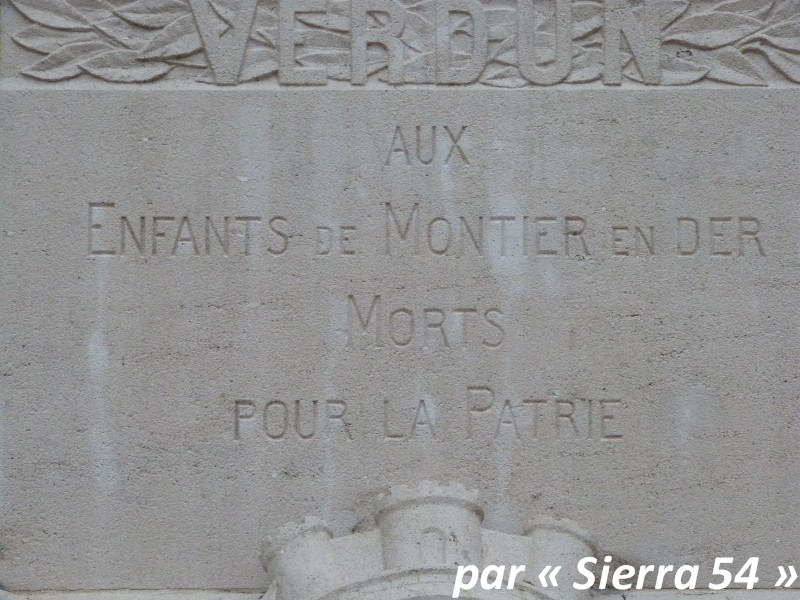 VERDUN
AUX
ENFANTS DE MONTIER EN DER
MORTS
POUR LA PATRIE
par « Sierra 54 »